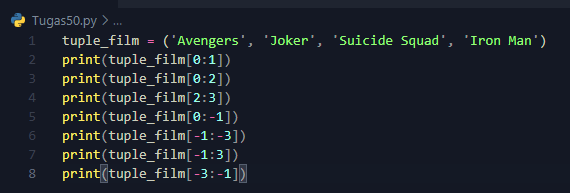 Tugas50.py > ...
1 tuple_film = ('Avengers', 'Joker', 'Suicide Squad', 'Iron Man')
2 print(tuple_film[0:1])
3 print(tuple_film[0:2])
4 print(tuple_film[2:3])
5 print(tuple_film[0:-1])
6 print(tuple_film[-1:-3])
7 print(tuple_film[-1:3])
8 print(tuple_film[-3:-1])